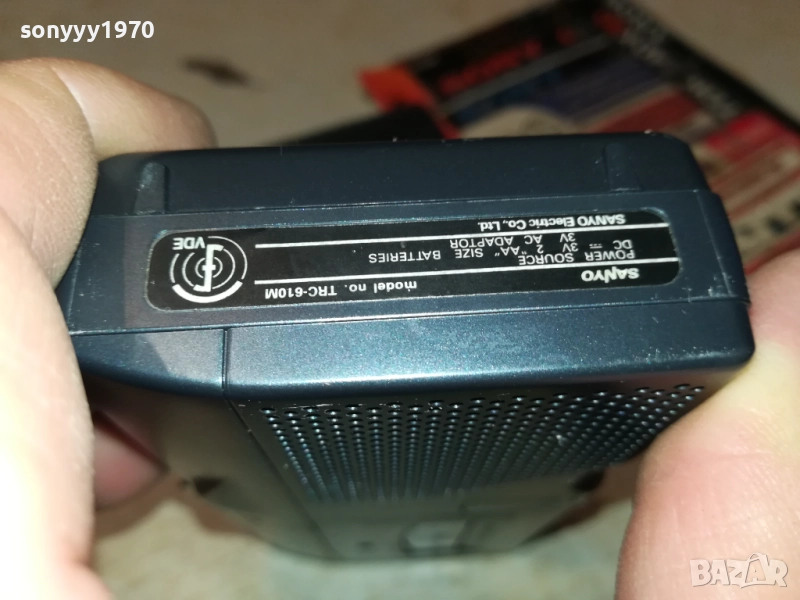 sonyyy1970
SANYO model no. TRC-610M
POWER SOURCE
DC 3V 2 "AA" SIZE BATTERIES
3V AC ADAPTOR
SANYO Electric Co., Ltd.
VDE
BAZAR